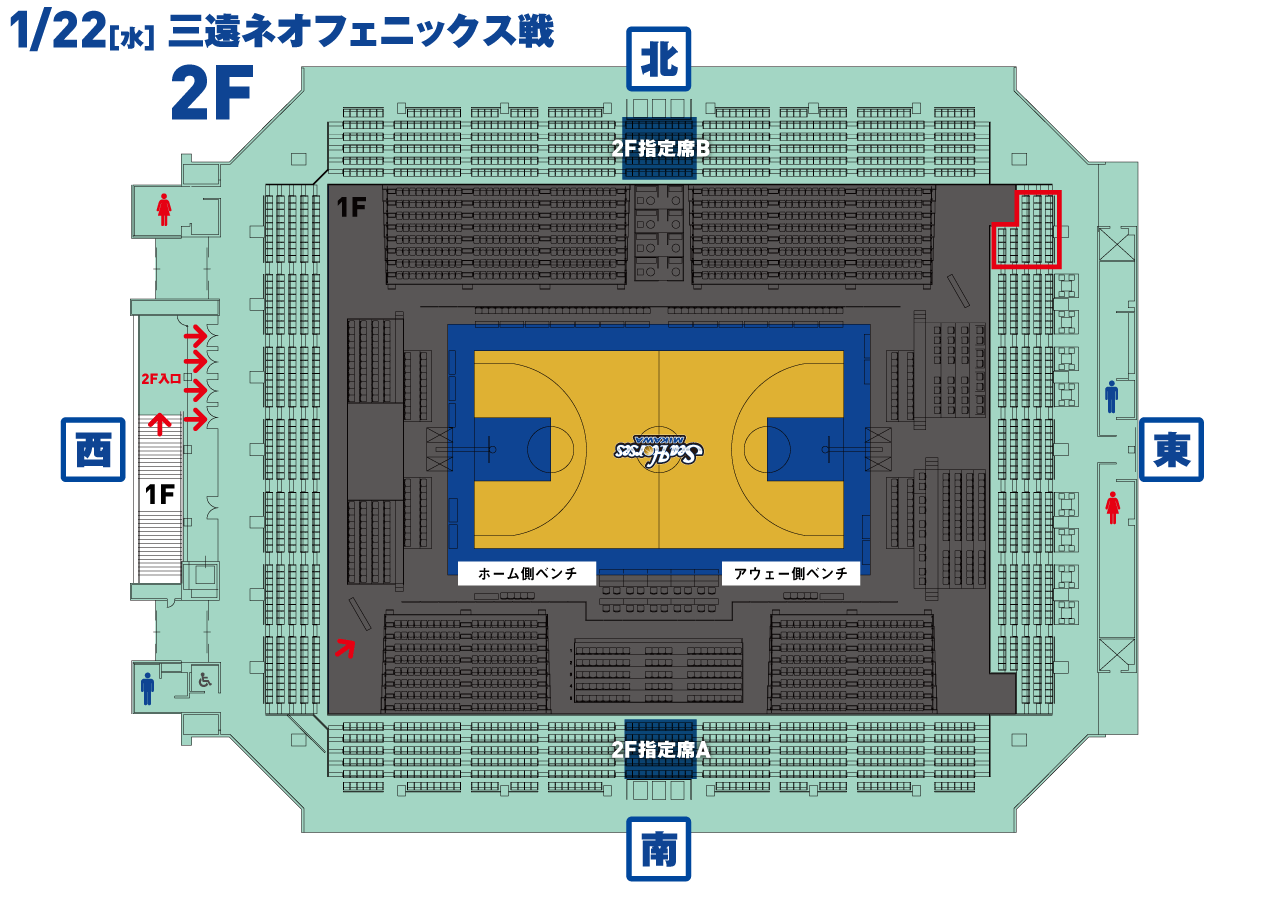 1/22[水] 三遠ネオフェニックス戦
2F
北
2F指定席B
1F
2F入口
西
1F
東
SeaHorses
MIKAWA
ホーム側ベンチ
アウェー側ベンチ
2F指定席A
南